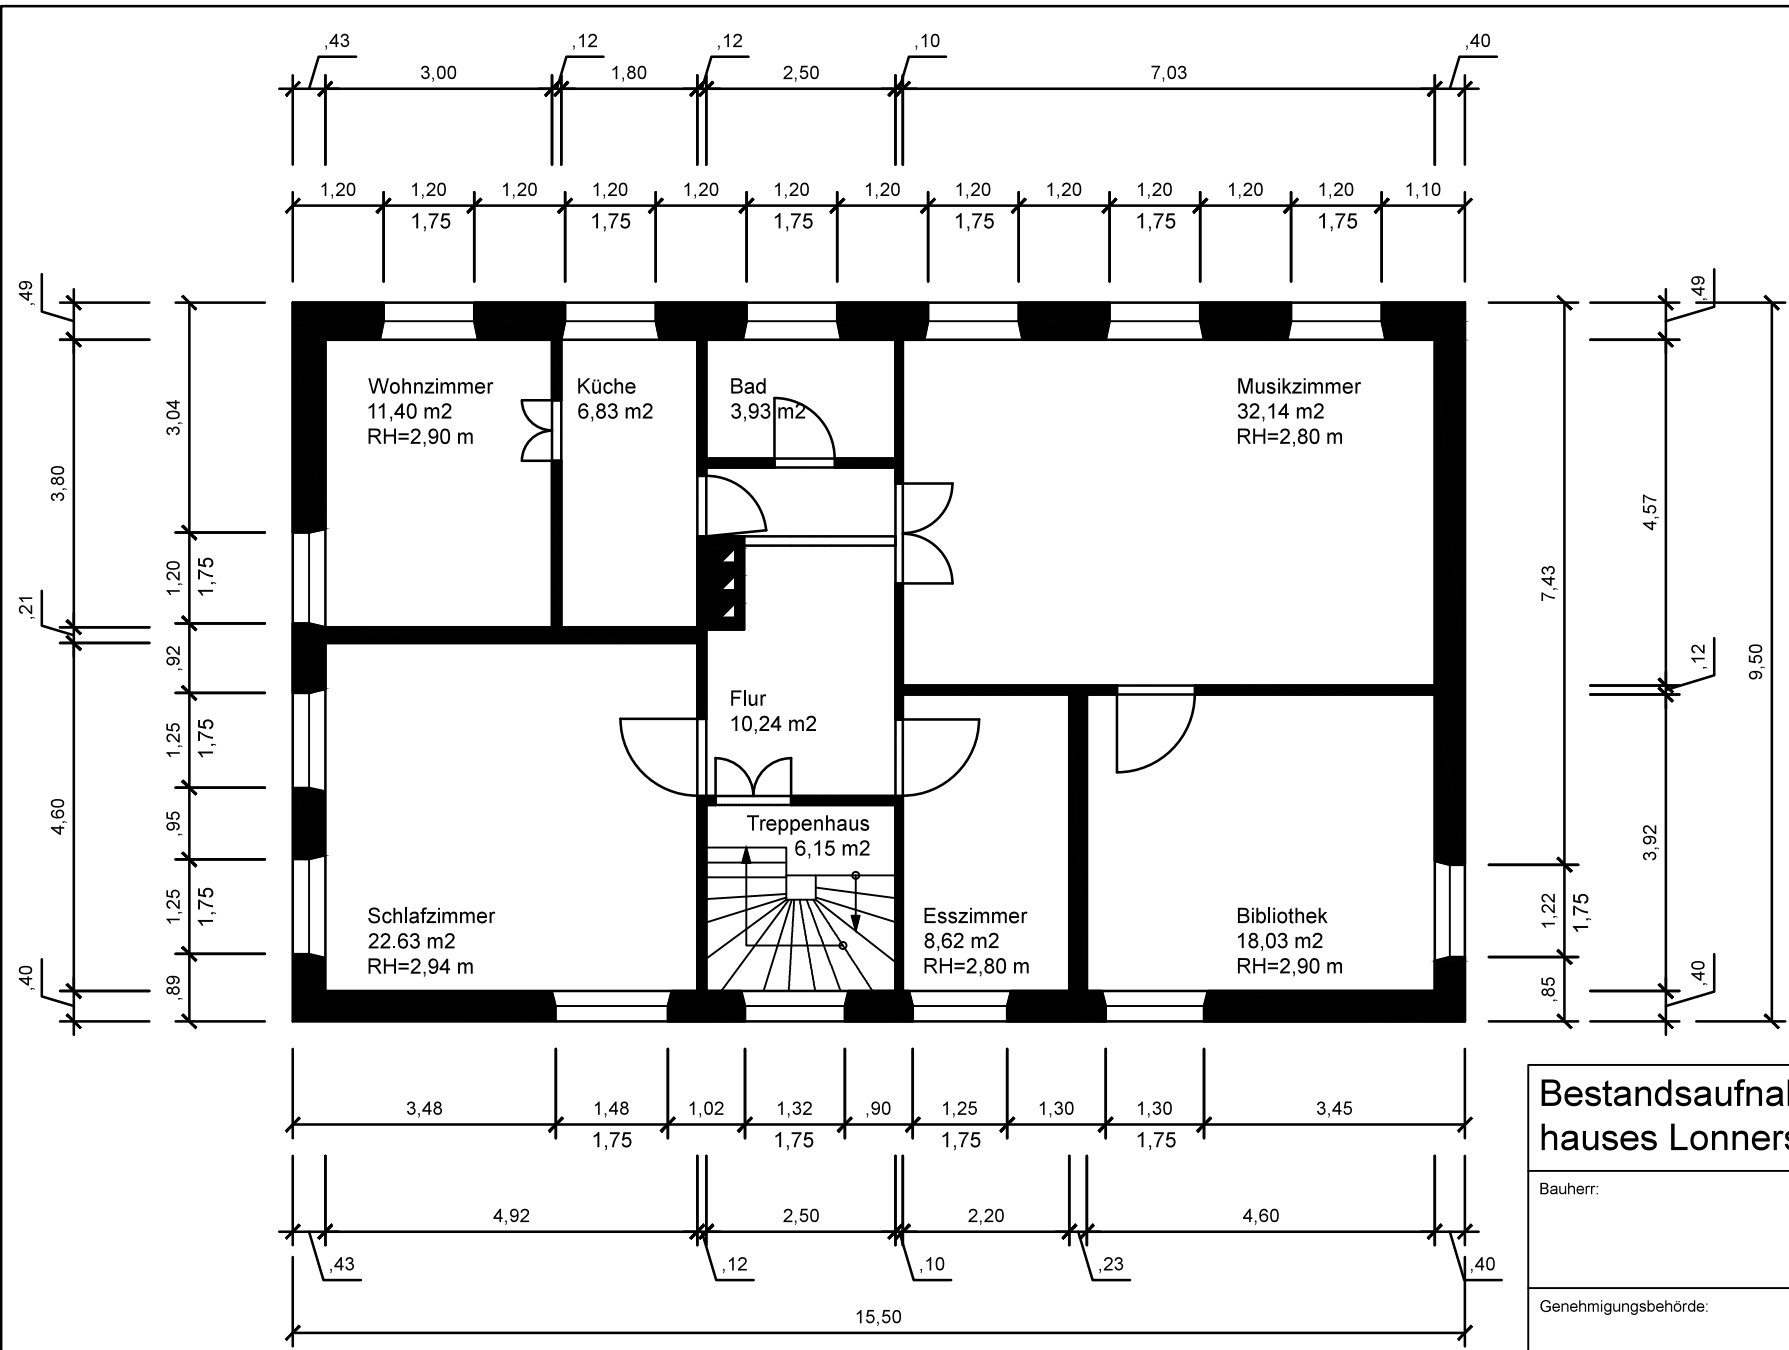 ,43 ,12 ,12 ,10 ,40
3,00 1,80 2,50 7,03
1,20 1,20 1,20 1,20 1,20 1,20 1,20 1,20 1,20 1,20 1,20 1,20 1,10
1,75 1,75 1,75 1,75 1,75 1,75
,49
3,80
,21
4,60
,40
3,04
1,20
1,75
,92
1,25
1,75
,95
1,25
1,75
,89
Wohnzimmer
11,40 m2
RH=2,90 m
Küche
6,83 m2
Bad
3,93 m2
Musikzimmer
32,14 m2
RH=2,80 m
Flur
10,24 m2
Treppenhaus
6,15 m2
Schlafzimmer
22.63 m2
RH=2,94 m
Esszimmer
8,62 m2
RH=2,80 m
Bibliothek
18,03 m2
RH=2,90 m
7,43
1,22
1,75
,85
,49
4,57
,12
3,92
,40
9,50
3,48 1,48 1,02 1,32 ,90 1,25 1,30 1,30 3,45
1,75 1,75 1,75 1,75
4,92 2,50 2,20 4,60
,43 ,12 ,10 ,23 ,40
15,50
Bestandsaufna
hauses Lonners
Bauherr:
Genehmigungsbehörde: